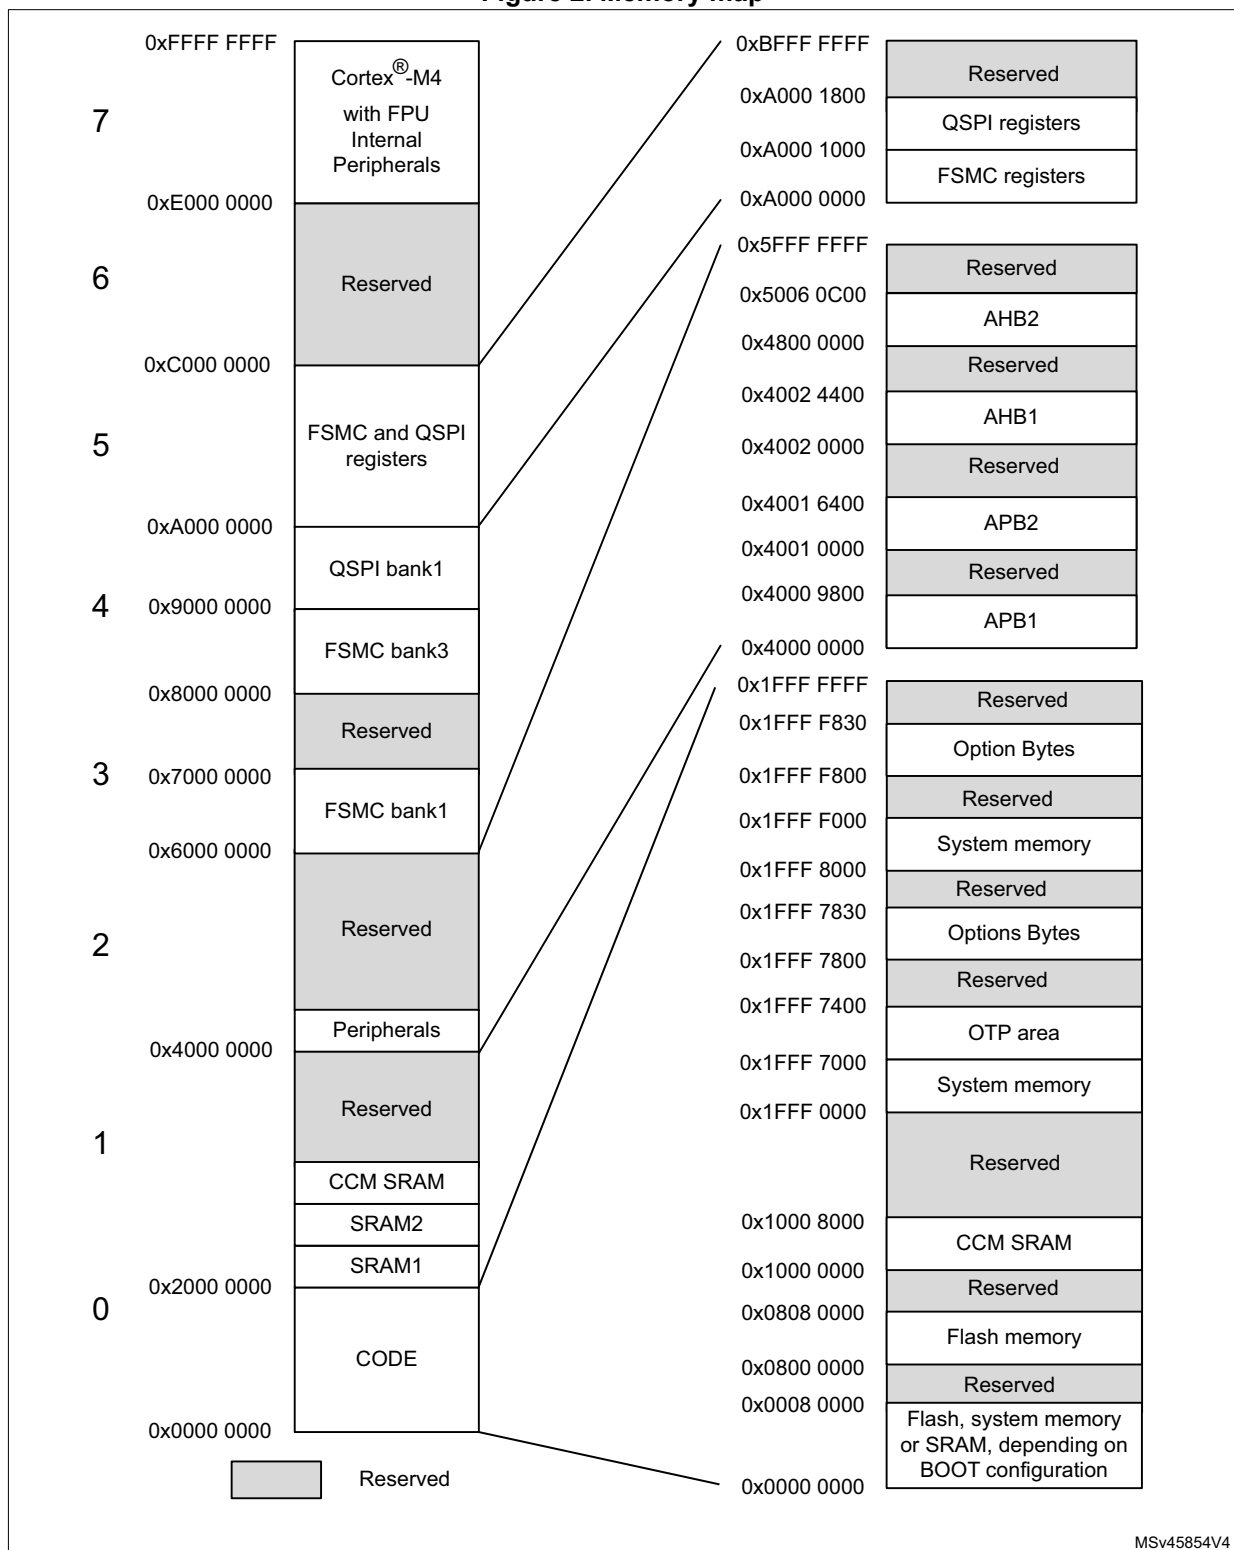 Figure 2. Memory map
0xFFFF FFFF
Cortex®-M4
with FPU
Internal
Peripherals
7
0xE000 0000
Reserved
6
0xC000 0000
FSMC and QSPI
registers
5
0xA000 0000
QSPI bank1
4
0x9000 0000
FSMC bank3
0x8000 0000
Reserved
3
0x7000 0000
FSMC bank1
0x6000 0000
Reserved
2
Peripherals
0x4000 0000
Reserved
1
CCM SRAM
SRAM2
SRAM1
0x2000 0000
0
CODE
0x0000 0000
Reserved
0xBFFF FFFF
Reserved
0xA000 1800
QSPI registers
0xA000 1000
FSMC registers
0xA000 0000
0x5FFF FFFF
Reserved
0x5006 0C00
AHB2
0x4800 0000
Reserved
0x4002 4400
AHB1
0x4002 0000
Reserved
0x4001 6400
APB2
0x4001 0000
Reserved
0x4000 9800
APB1
0x4000 0000
0x1FFF FFFF
Reserved
0x1FFF F830
Option Bytes
0x1FFF F800
Reserved
0x1FFF F000
System memory
0x1FFF 8000
Reserved
0x1FFF 7830
Options Bytes
0x1FFF 7800
Reserved
0x1FFF 7400
OTP area
0x1FFF 7000
System memory
0x1FFF 0000
Reserved
0x1000 8000
CCM SRAM
0x1000 0000
Reserved
0x0808 0000
Flash memory
0x0800 0000
Reserved
0x0008 0000
Flash, system memory
or SRAM, depending on
BOOT configuration
0x0000 0000
MSv45854V4